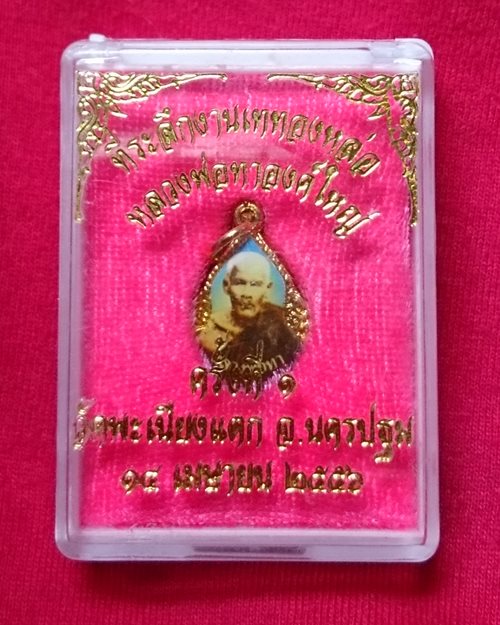 ที่ระลึกงานเททองหล่อ
หลวงพ่อทาองค์ใหญ่
ครั้งที่ ๑
วัดพะเนียงแตก อ.นครปฐม
๑๔ เมษายน ๒๕๕๖